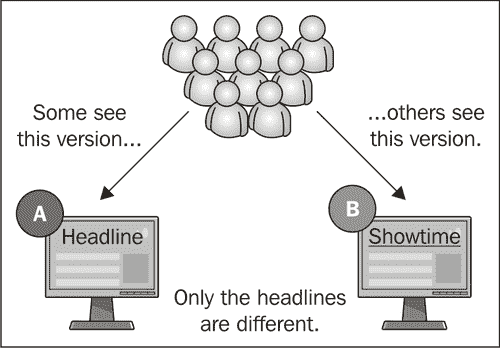 Some see
this version...
...others see
this version.
A
Headline
B
Showtime
Only the headlines
are different.